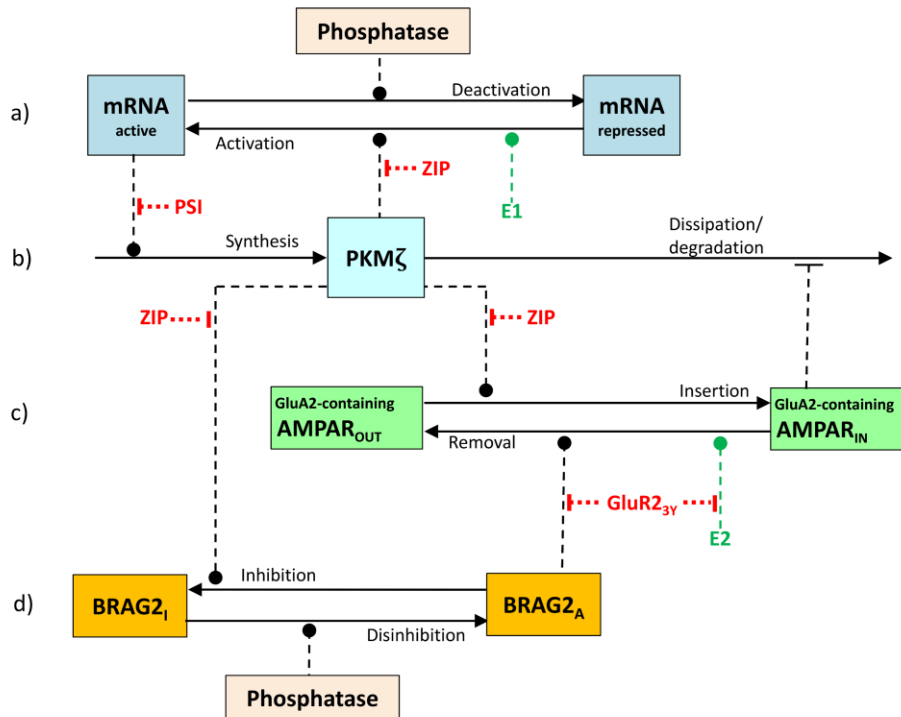 Phosphatase
a)
mRNA
active
Deactivation
mRNA
repressed
Activation
ZIP
E1
PSI
b)
Synthesis
PKMζ
Dissipation/
degradation
ZIP
ZIP
c)
GluA2-containing
AMPAROUT
Insertion
Removal
GluA2-containing
AMPARIN
GluR23Y
E2
d)
BRAG2I
Inhibition
Disinhibition
BRAG2A
Phosphatase